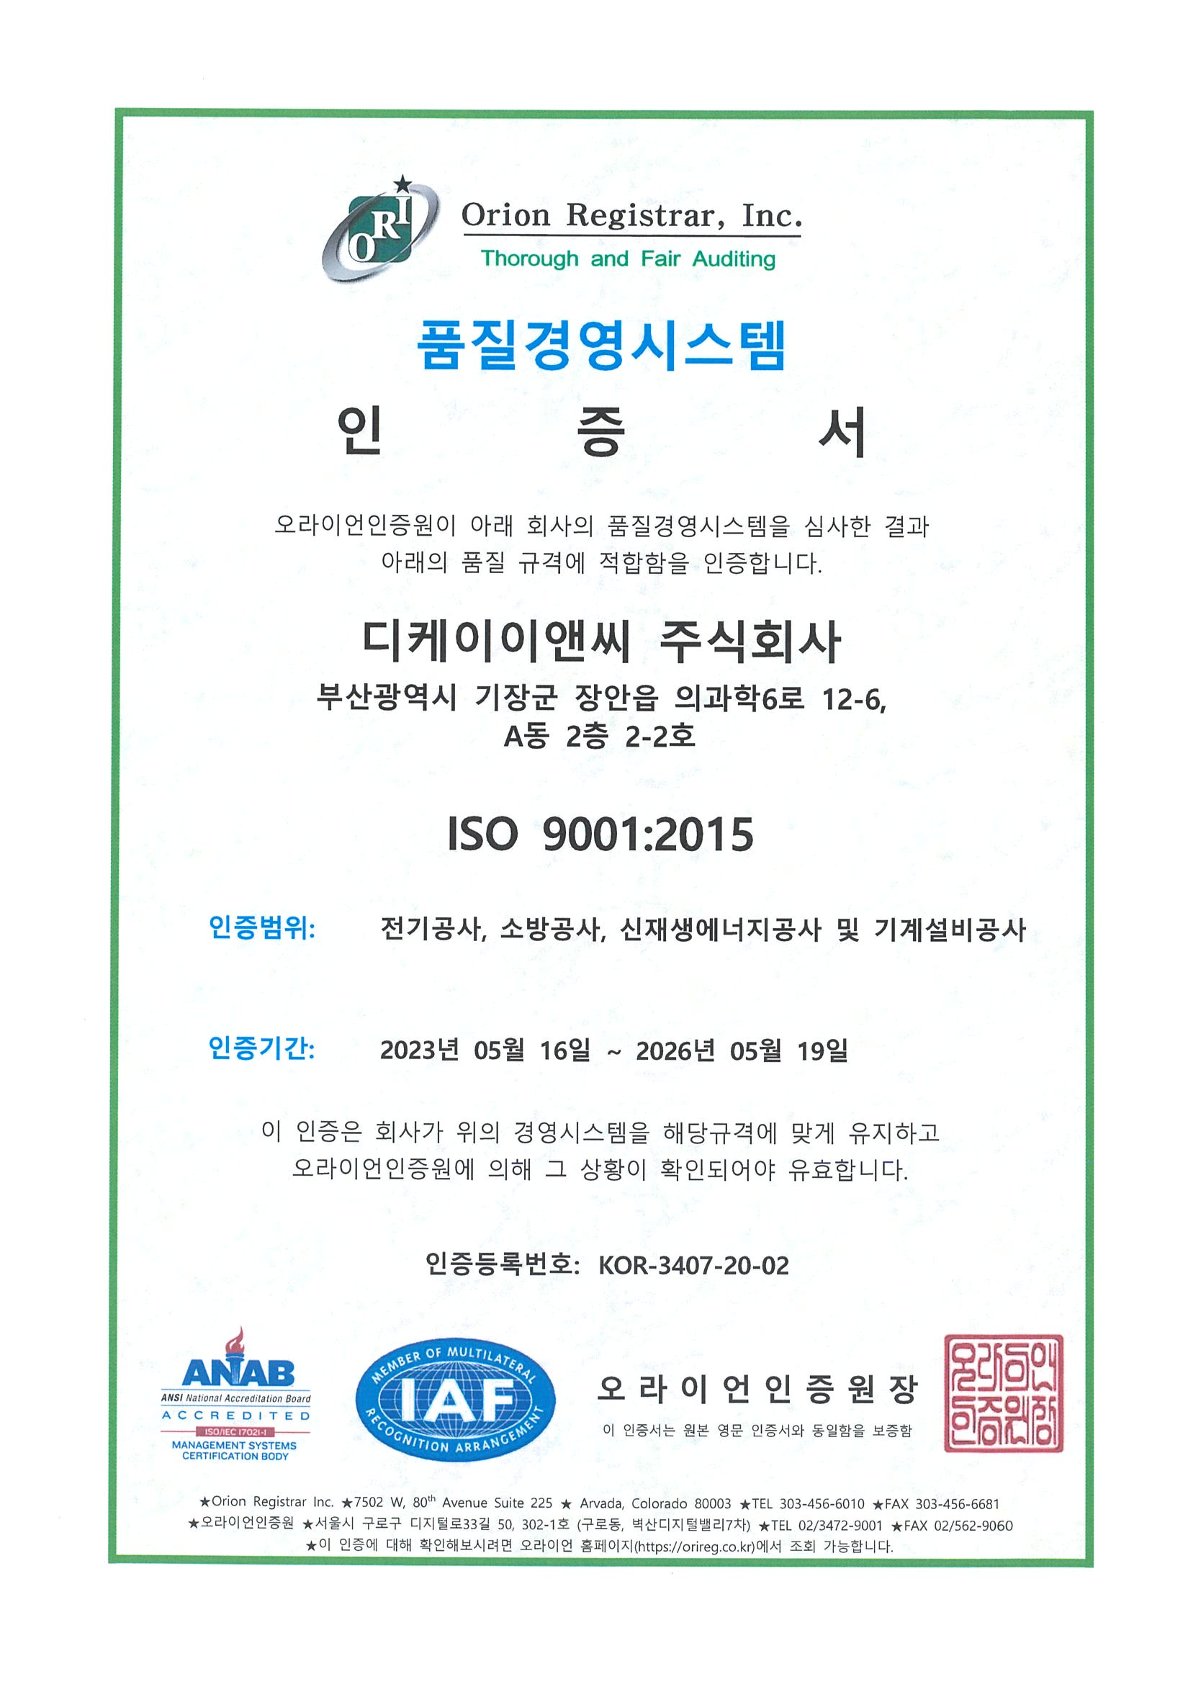 ORI
Orion Registrar, Inc.
Thorough and Fair Auditing
품질경영시스템
인 증 서
오라이언인증원이 아래 회사의 품질경영시스템을 심사한 결과
아래의 품질 규격에 적합함을 인증합니다.
디케이이앤씨 주식회사
부산광역시 기장군 장안읍 의과학6로 12-6,
A동 2층 2-2호
ISO 9001:2015
인증범위: 전기공사, 소방공사, 신재생에너지공사 및 기계설비공사
인증기간: 2023년 05월 16일 ~ 2026년 05월 19일
이 인증은 회사가 위의 경영시스템을 해당규격에 맞게 유지하고
오라이언인증원에 의해 그 상황이 확인되어야 유효합니다.
인증등록번호: KOR-3407-20-02
ANAB
ANSI National Accreditation Board
ACCREDITED
ISO/IEC 17021-1
MANAGEMENT SYSTEMS
CERTIFICATION BODY
MEMBER OF MULTILATERAL
IAF
RECOGNITION ARRANGEMENT
오라이언인증원장
이 인증서는 원본 영문 인증서와 동일함을 보증함
★Orion Registrar Inc. ★7502 W, 80th Avenue Suite 225 ★ Arvada, Colorado 80003 ★TEL 303-456-6010 ★FAX 303-456-6681
★오라이언인증원 ★서울시 구로구 디지털로33길 50, 302-1호 (구로동, 벽산디지털밸리7차) ★TEL 02/3472-9001 ★FAX 02/562-9060
★이 인증에 대해 확인해보시려면 오라이언 홈페이지(https://orireg.co.kr)에서 조회 가능합니다.